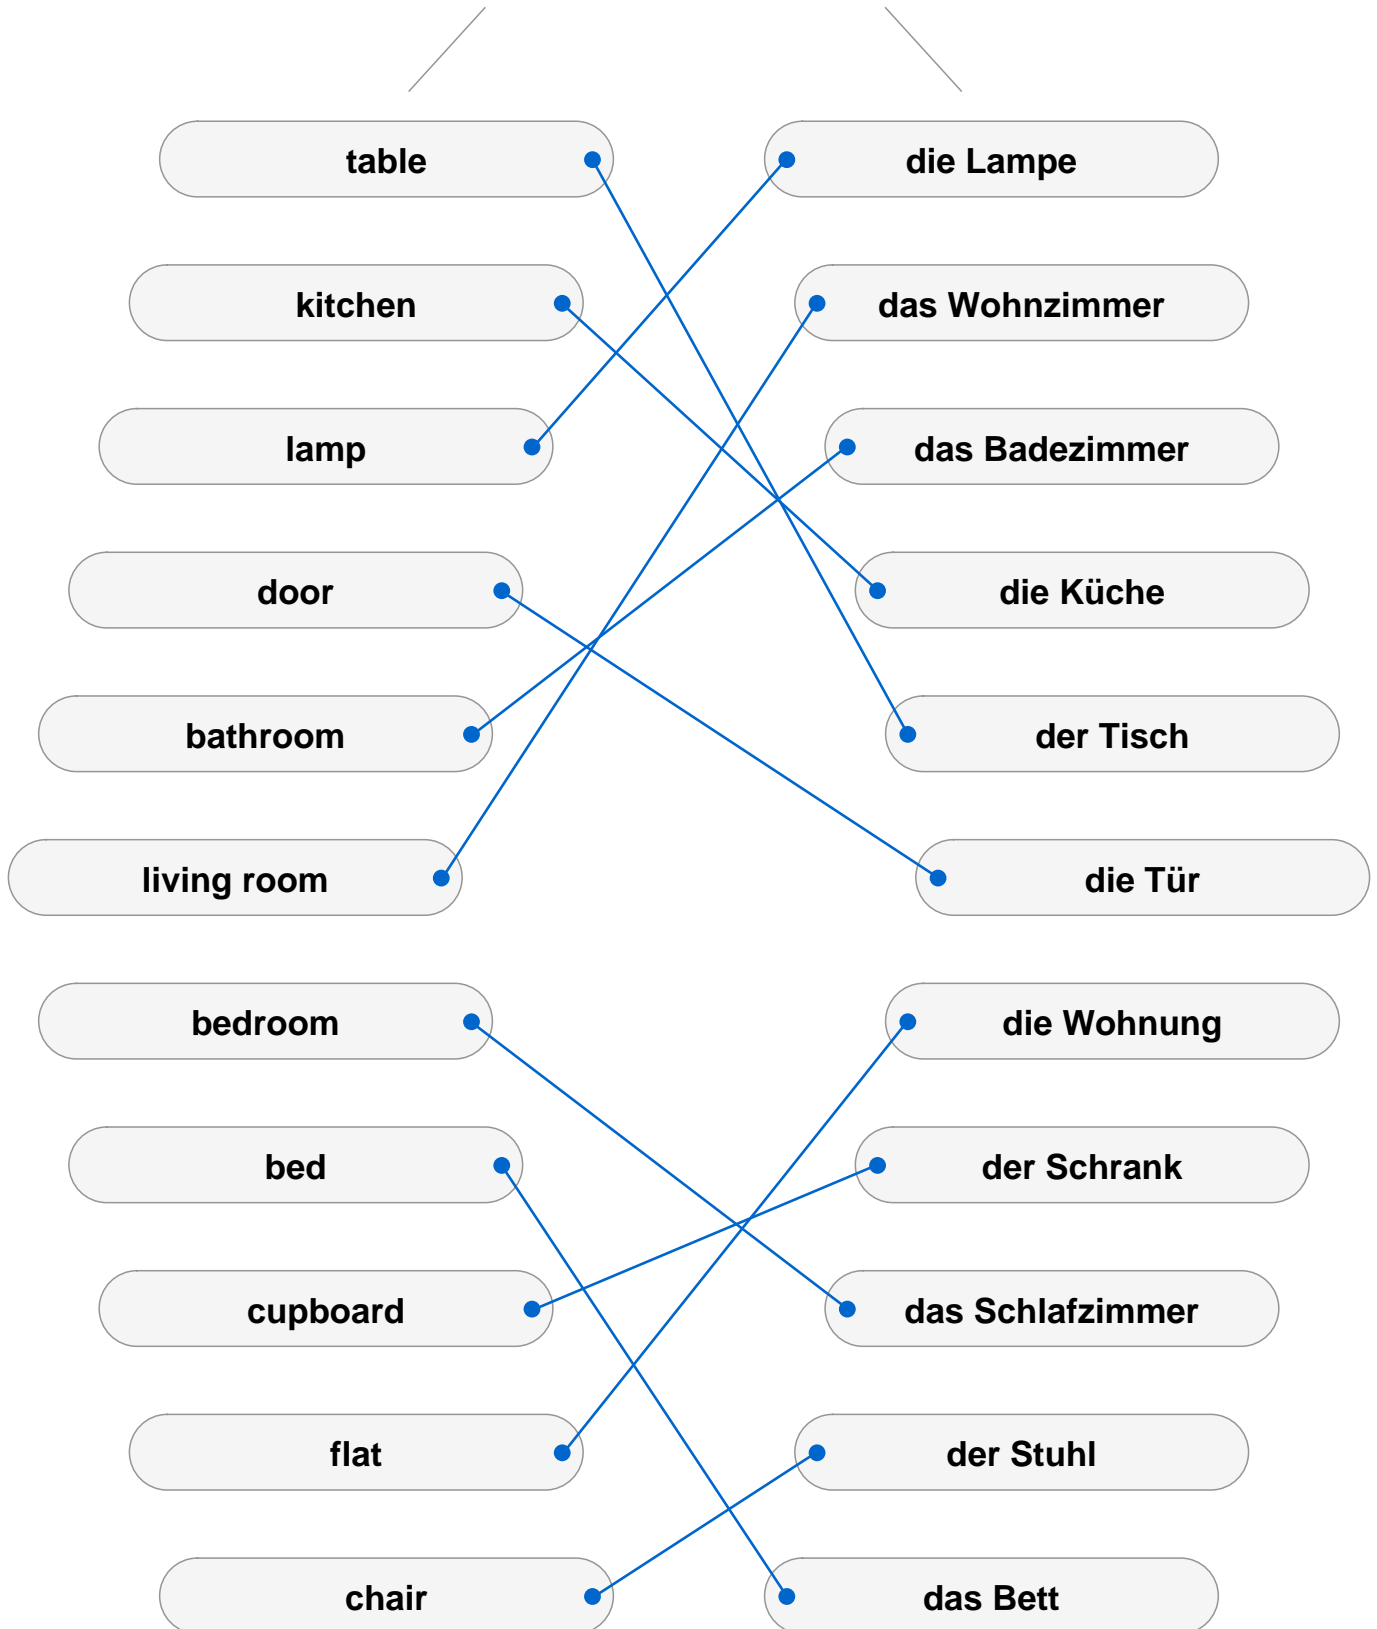 table
die Lampe
kitchen
das Wohnzimmer
lamp
das Badezimmer
door
die Küche
bathroom
der Tisch
living room
die Tür
bedroom
die Wohnung
bed
der Schrank
cupboard
das Schlafzimmer
flat
der Stuhl
chair
das Bett